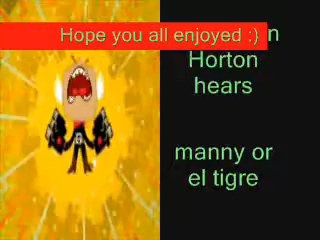 Hope you all enjoyed :}
n
Horton
hears
manny or
el tigre